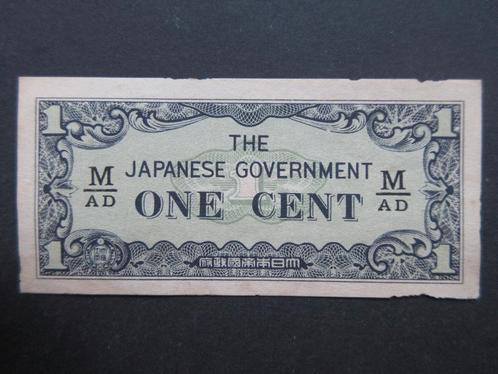 1 1
THE
JAPANESE GOVERNMENT
M
AD
ONE CENT
M
AD
1 1
府政國帝本日大